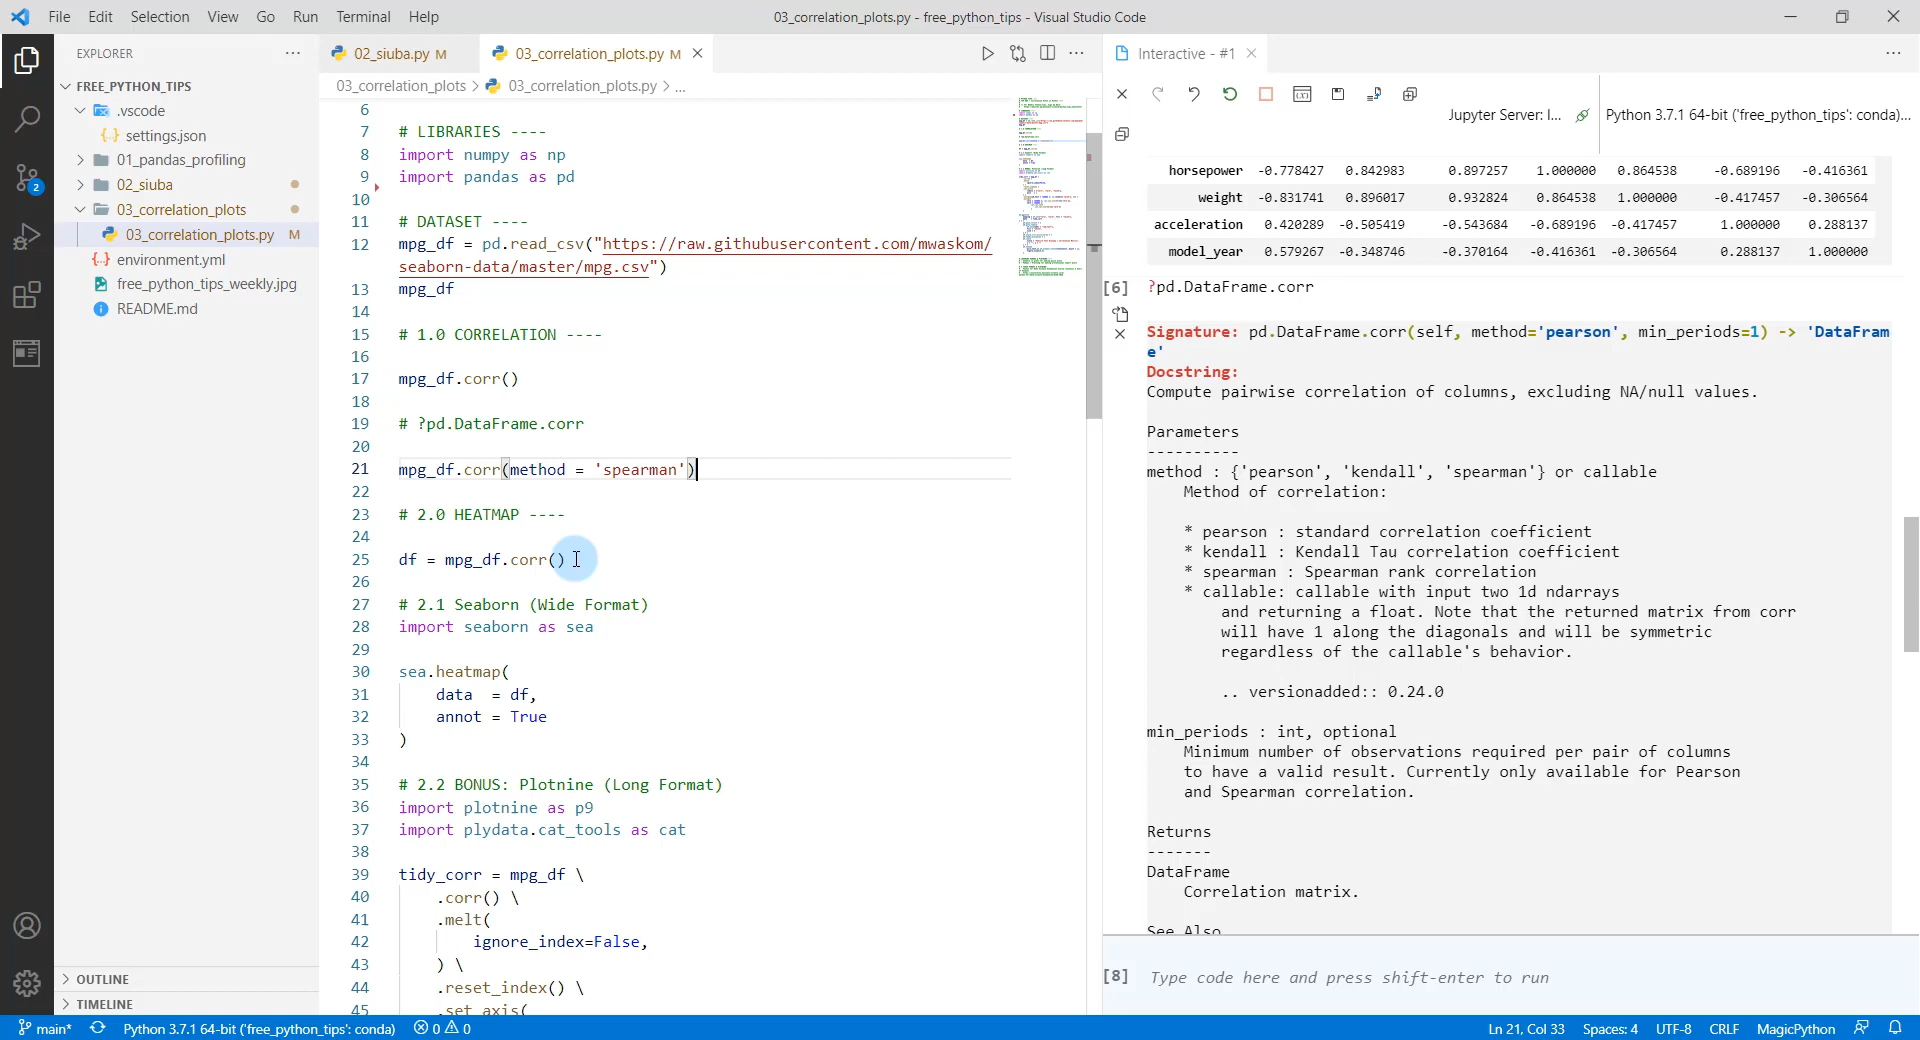 File Edit Selection View Go Run Terminal Help
03_correlation_plots.py - free_python_tips - Visual Studio Code
EXPLORER
FREE_PYTHON_TIPS
.vscode
settings.json
01_pandas_profiling
02_siuba
03_correlation_plots
03_correlation_plots.py M
environment.yml
free_python_tips_weekly.jpg
README.md
OUTLINE
TIMELINE
2
02_siuba.py M
03_correlation_plots.py M
03_correlation_plots > 03_correlation_plots.py > ...
6
7 # LIBRARIES ----
8 import numpy as np
9 import pandas as pd
10
11 # DATASET ----
12 mpg_df = pd.read_csv("https://raw.githubusercontent.com/mwaskom/
seaborn-data/master/mpg.csv")
13 mpg_df
14
15 # 1.0 CORRELATION ----
16
17 mpg_df.corr()
18
19 # ?pd.DataFrame.corr
20
21 mpg_df.corr(method = 'spearman')
22
23 # 2.0 HEATMAP ----
24
25 df = mpg_df.corr()
26
27 # 2.1 Seaborn (Wide Format)
28 import seaborn as sea
29
30 sea.heatmap(
31 data = df,
32 annot = True
33 )
34
35 # 2.2 BONUS: Plotnine (Long Format)
36 import plotnine as p9
37 import plydata.cat_tools as cat
38
39 tidy_corr = mpg_df \
40 .corr() \
41 .melt(
42 ignore_index=False,
43 ) \
44 .reset_index() \
45 .set_axis(
Interactive - #1
Jupyter Server: l...
Python 3.7.1 64-bit ('free_python_tips': conda)...
horsepower -0.778427 0.842983 0.897257 1.000000 0.864538 -0.689196 -0.416361
weight -0.831741 0.896017 0.932824 0.864538 1.000000 -0.417457 -0.306564
acceleration 0.420289 -0.505419 -0.543684 -0.689196 -0.417457 1.000000 0.288137
model_year 0.579267 -0.348746 -0.370164 -0.416361 -0.306564 0.288137 1.000000
[6] ?pd.DataFrame.corr
Signature: pd.DataFrame.corr(self, method='pearson', min_periods=1) -> 'DataFram
e'
Docstring:
Compute pairwise correlation of columns, excluding NA/null values.
Parameters
----------
method : {'pearson', 'kendall', 'spearman'} or callable
Method of correlation:
* pearson : standard correlation coefficient
* kendall : Kendall Tau correlation coefficient
* spearman : Spearman rank correlation
* callable: callable with input two 1d ndarrays
and returning a float. Note that the returned matrix from corr
will have 1 along the diagonals and will be symmetric
regardless of the callable's behavior.
.. versionadded:: 0.24.0
min_periods : int, optional
Minimum number of observations required per pair of columns
to have a valid result. Currently only available for Pearson
and Spearman correlation.
Returns
-------
DataFrame
Correlation matrix.
See Also
[8] Type code here and press shift-enter to run
main* Python 3.7.1 64-bit ('free_python_tips': conda) 0 0
Ln 21, Col 33 Spaces: 4 UTF-8 CRLF MagicPython